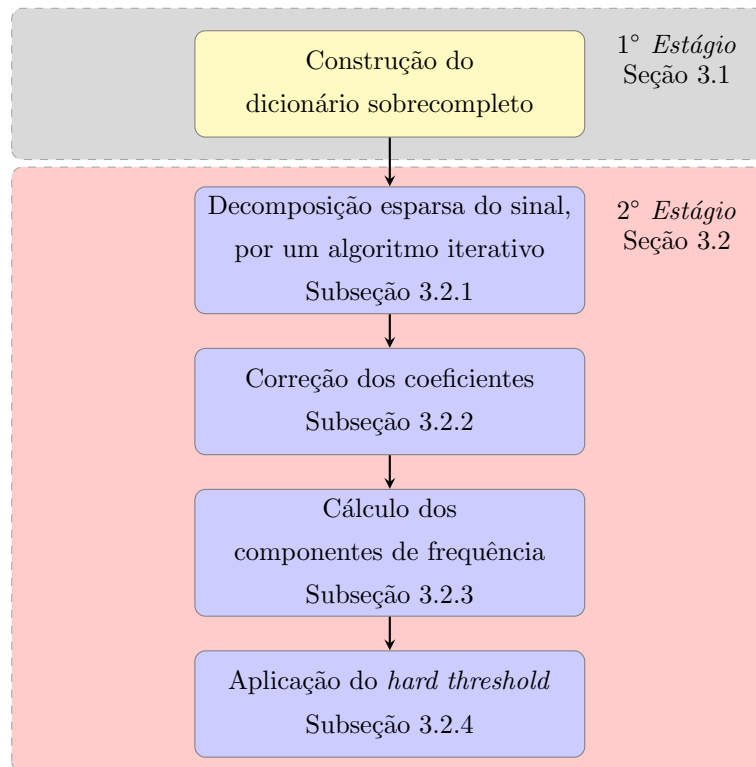 1° Estágio
Seção 3.1
Construção do
dicionário sobrecompleto
2° Estágio
Seção 3.2
Decomposição esparsa do sinal,
por um algoritmo iterativo
Subseção 3.2.1
Correção dos coeficientes
Subseção 3.2.2
Cálculo dos
componentes de frequência
Subseção 3.2.3
Aplicação do hard threshold
Subseção 3.2.4